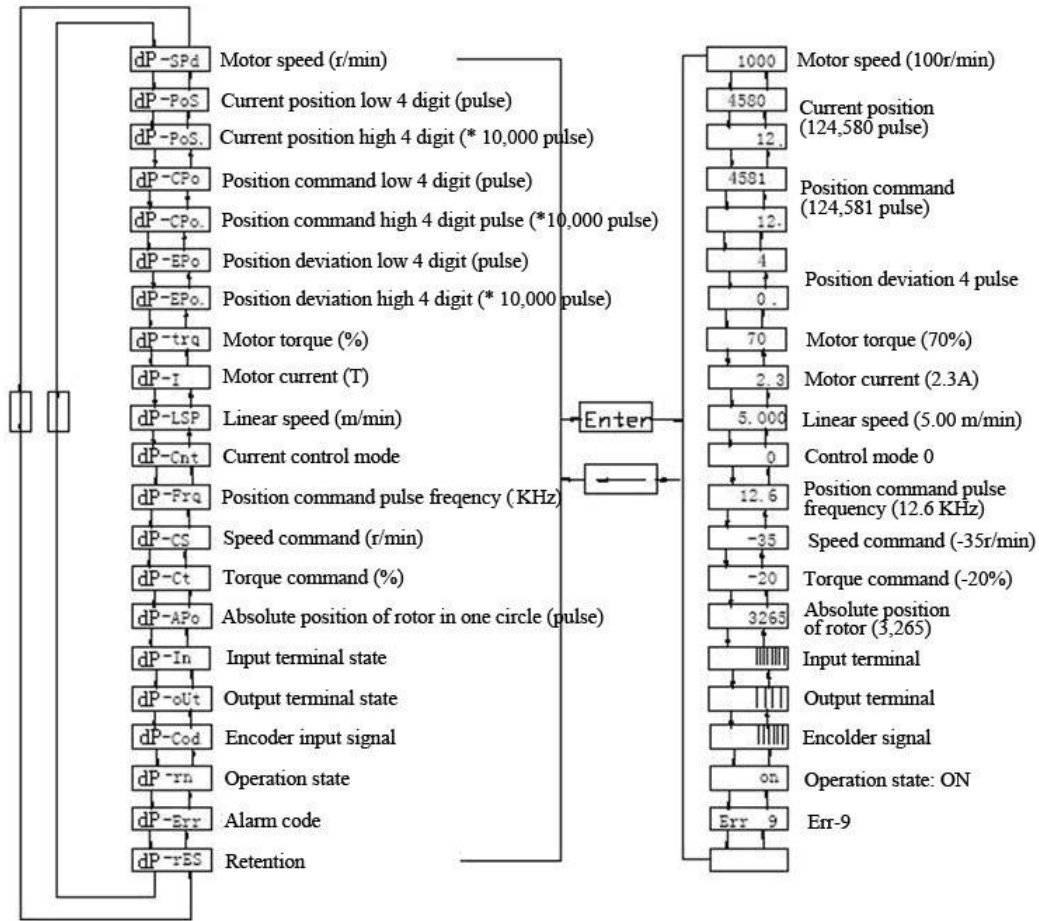 dP-SPd Motor speed (r/min)
dP-PoS Current position low 4 digit (pulse)
dP-PoS. Current position high 4 digit (* 10,000 pulse)
dP-CPo Position command low 4 digit (pulse)
dP-CPo. Position command high 4 digit pulse (*10,000 pulse)
dP-EPo Position deviation low 4 digit (pulse)
dP-EPo. Position deviation high 4 digit (* 10,000 pulse)
dP-trq Motor torque (%)
dP-I Motor current (T)
dP-LSP Linear speed (m/min)
dP-Cnt Current control mode
dP-Frq Position command pulse freqency (KHz)
dP-CS Speed command (r/min)
dP-Ct Torque command (%)
dP-APo Absolute position of rotor in one circle (pulse)
dP-In Input terminal state
dP-oUt Output terminal state
dP-Cod Encoder input signal
dP-rn Operation state
dP-Err Alarm code
dP-rES Retention
Enter
1000 Motor speed (100r/min)
4580 Current position
12. (124,580 pulse)
4581 Position command
12. (124,581 pulse)
4
Position deviation 4 pulse
0.
70 Motor torque (70%)
2.3 Motor current (2.3A)
5.000 Linear speed (5.00 m/min)
0 Control mode 0
12.6 Position command pulse
frequency (12.6 KHz)
-35 Speed command (-35r/min)
-20 Torque command (-20%)
3265 Absolute position
of rotor (3,265)
Input terminal
Output terminal
Encolder signal
on Operation state: ON
Err 9 Err-9